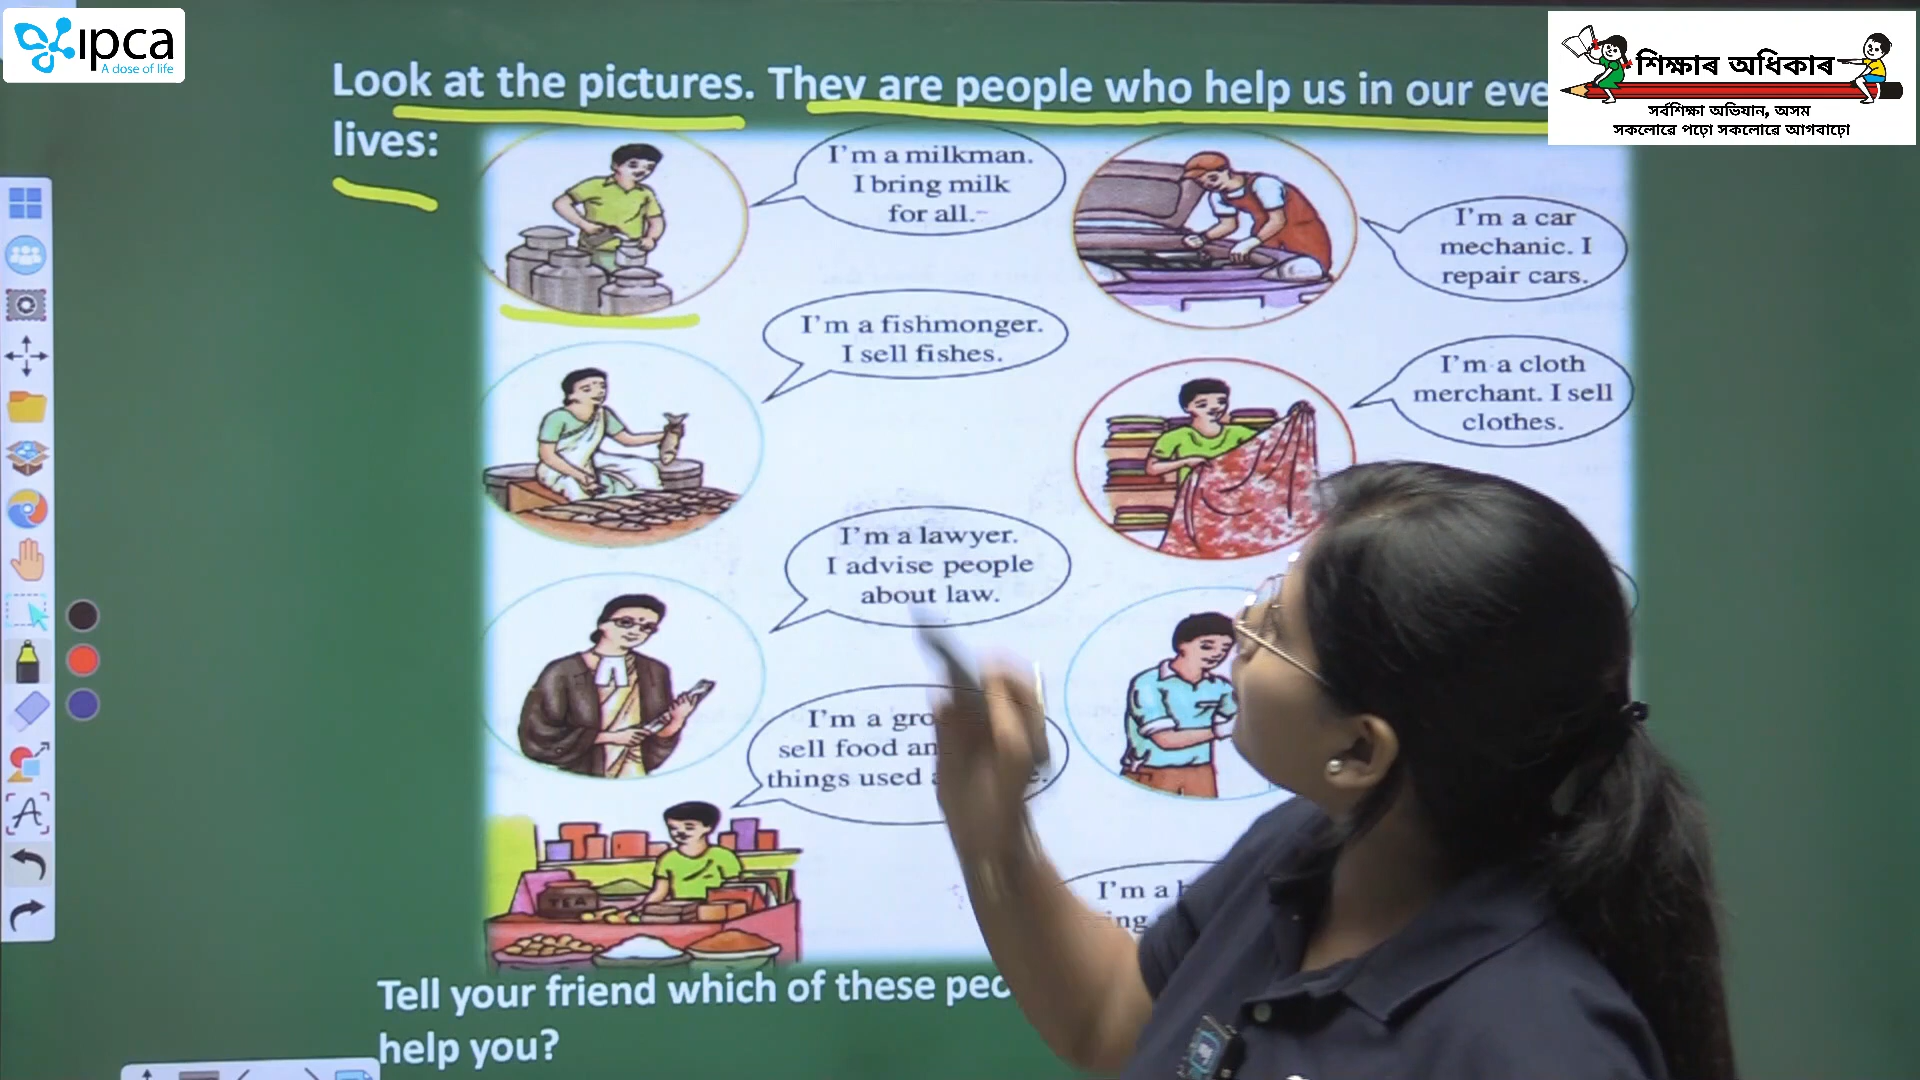 ipca
A dose of life
শিক্ষাৰ অধিকাৰ
সৰ্বশিক্ষা অভিযান, অসম
সকলোৱে পঢ়ো সকলোৱে আগবাঢ়ো
Look at the pictures. They are people who help us in our eve
lives:
I'm a milkman.
I bring milk
for all.
I'm a car
mechanic. I
repair cars.
I'm a fishmonger.
I sell fishes.
I'm a cloth
merchant. I sell
clothes.
I'm a lawyer.
I advise people
about law.
I'm a
sell food
things used
TEA
I'm a
Tell your friend which of these
help you?